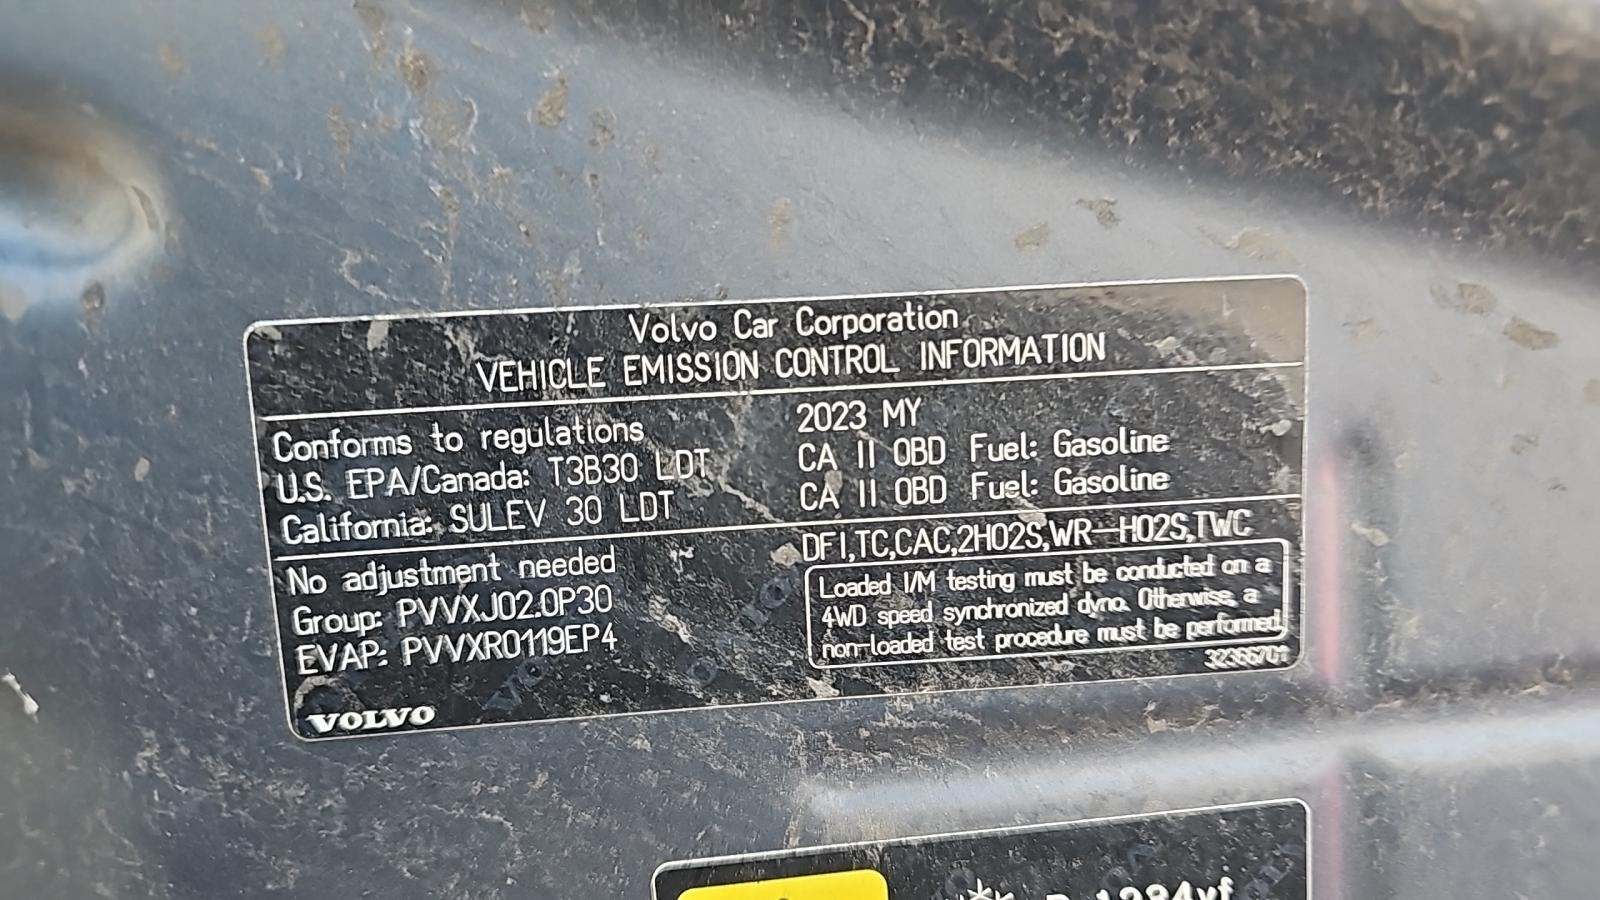 Volvo Car Corporation
VEHICLE EMISSION CONTROL INFORMATION
Conforms to regulations 2023 MY
U.S. EPA/Canada: T3B30 LDT CA II OBD Fuel: Gasoline
California: SULEV 30 LDT CA II OBD Fuel: Gasoline
No adjustment needed
Group: PVVXJ02.0P30
EVAP: PVVXR0119EP4
DFI,TC,CAC,2HO2S,WR-HO2S,TWC
Loaded I/M testing must be conducted on a
4WD speed synchronized dyno. Otherwise, a
non-loaded test procedure must be performed.
32366701
VOLVO
1234yf